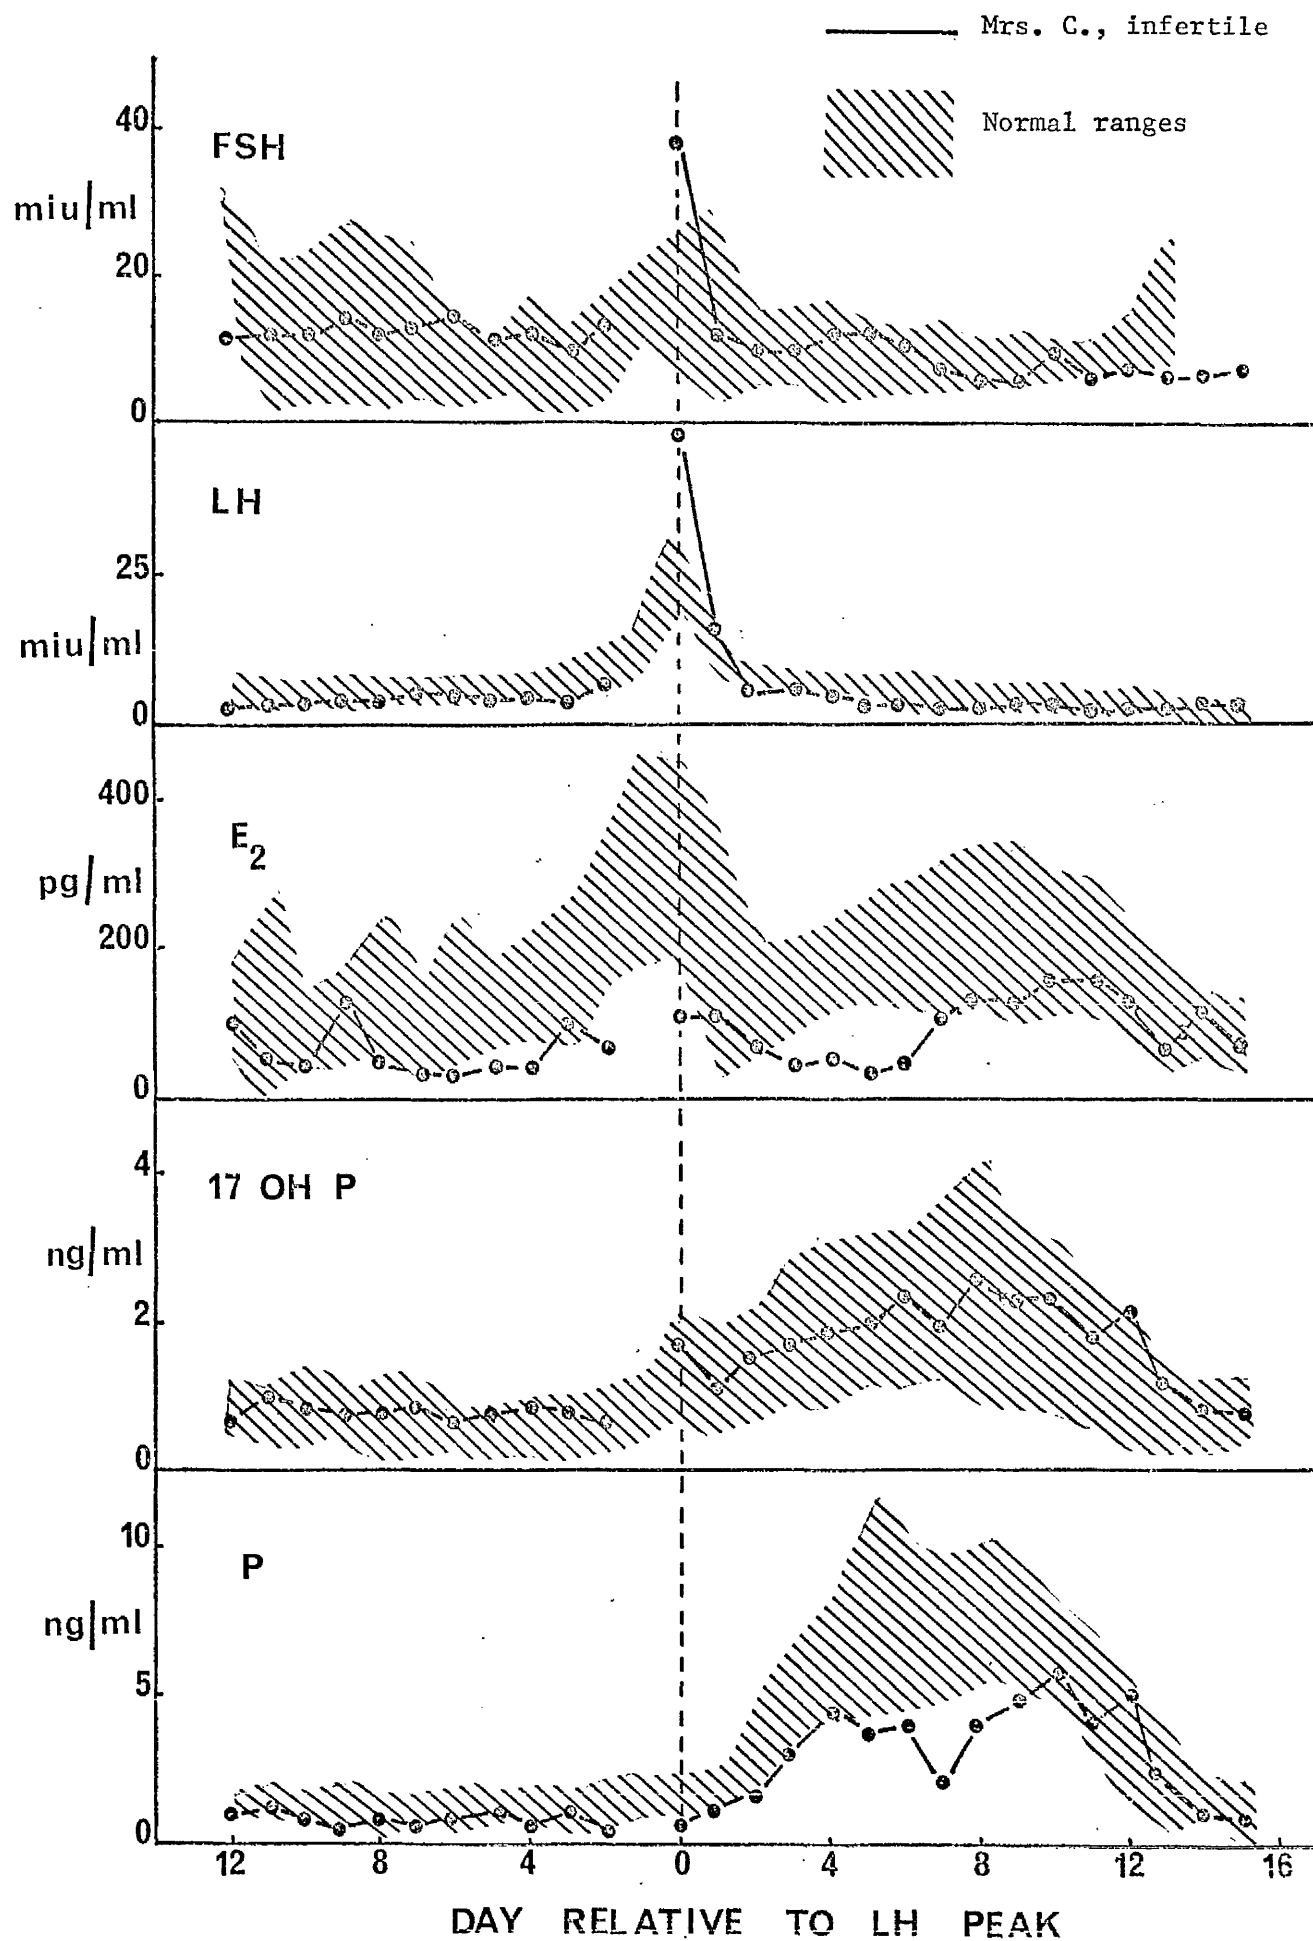 Mrs. C., infertile
Normal ranges
40
FSH
miu/ml
20
0
LH
25
miu/ml
0
400
E2
pg/ml
200
0
4
17 OH P
ng/ml
2
0
10
P
ng/ml
5
0
12 8 4 0 4 8 12 16
DAY RELATIVE TO LH PEAK